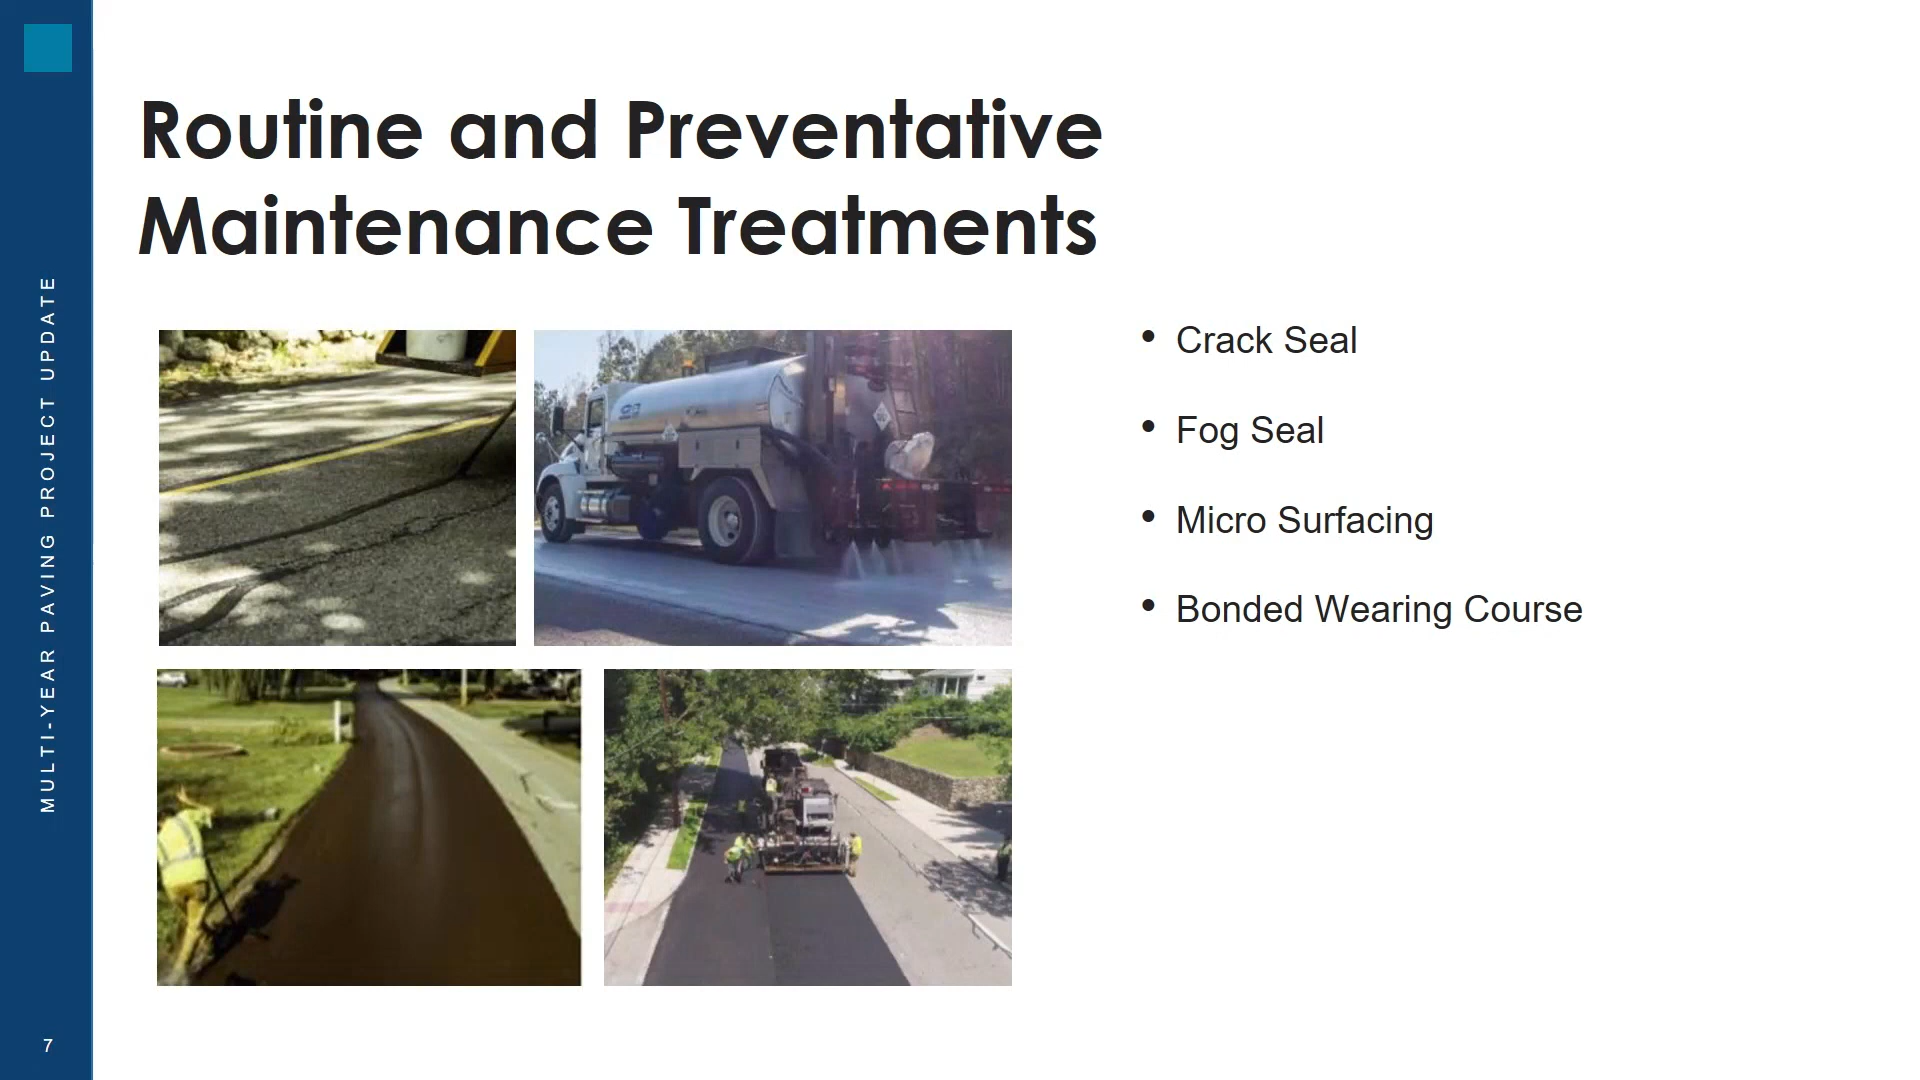 Routine and Preventative
Maintenance Treatments
• Crack Seal
• Fog Seal
• Micro Surfacing
• Bonded Wearing Course
MULTI-YEAR PAVING PROJECT UPDATE
7